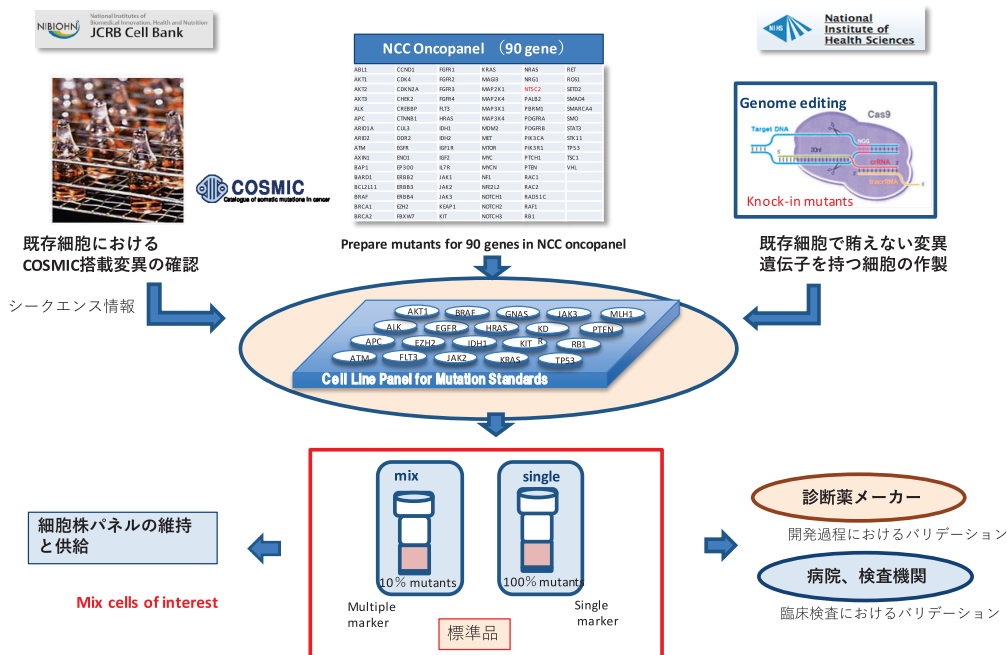 National Institutes of
Biomedical Innovation, Health and Nutrition
NIBIOHN
JCRB Cell Bank
NCC Oncopanel （90 gene）
ABL1 CCND1 FGFR1 KRAS NRAS RET
AKT1 CDK4 FGFR2 MAGI3 NRG1 ROS1
AKT2 CDKN2A FGFR3 MAP2K1 NT5C2 SETD2
AKT3 CHEK2 FGFR4 MAP2K4 PALB2 SMAD4
ALK CREBBP FLT3 MAP3K1 PBRM1 SMARCA4
APC CTNNB1 HRAS MAP3K4 PDGFRA SMO
ARID1A CUL3 IDH1 MDM2 PDGFRB STAT3
ARID2 DDR2 IDH2 MET PIK3CA STK11
ATM EGFR IGF1R MTOR PIK3R1 TP53
AXIN1 ENO1 IGF2 MYC PTCH1 TSC1
BAP1 EP300 IL7R MYCN PTEN VHL
BARD1 ERBB2 JAK1 NF1 RAC1
BCL2L11 ERBB3 JAK2 NFE2L2 RAC2
BRAF ERBB4 JAK3 NOTCH1 RAD51C
BRCA1 EZH2 KEAP1 NOTCH2 RAF1
BRCA2 FBXW7 KIT NOTCH3 RB1
NIHS
National
Institute of
Health Sciences
Genome editing
Cas9
Target DNA
NGG
20nt
5'
3'
crRNA
tracrRNA
5'
Knock-in mutants
COSMIC
Catalogue of somatic mutations in cancer
既存細胞における
COSMIC搭載変異の確認
Prepare mutants for 90 genes in NCC oncopanel
既存細胞で賄えない変異
遺伝子を持つ細胞の作製
シークエンス情報
AKT1 BRAF GNAS JAK3 MLH1
ALK EGFR HRAS KD PTEN
R
APC EZH2 IDH1 KIT RB1
ATM FLT3 JAK2 KRAS TP53
Cell Line Panel for Mutation Standards
mix
single
10％mutants
100％mutants
Multiple
marker
Single
marker
標準品
細胞株パネルの維持
と供給
Mix cells of interest
診断薬メーカー
開発過程におけるバリデーション
病院、検査機関
臨床検査におけるバリデーション